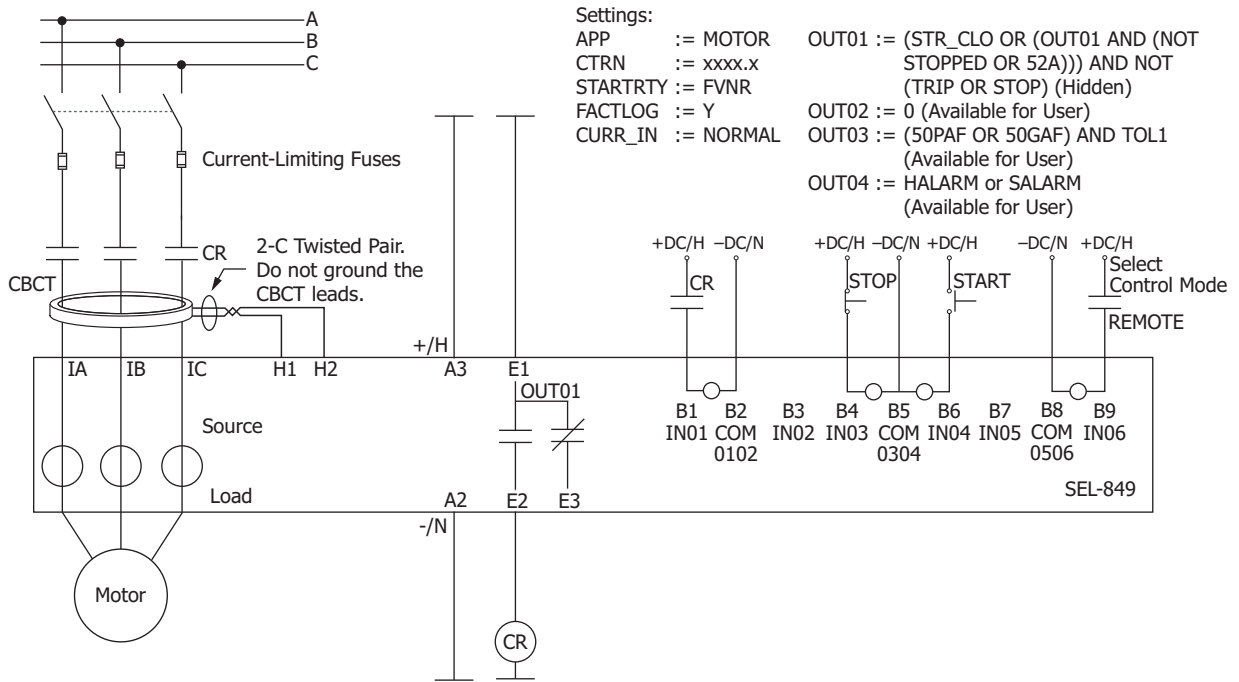 A
B
C
Settings:
APP := MOTOR
CTRN := xxxx.x
STARTRTY := FVNR
FACTLOG := Y
CURR_IN := NORMAL
OUT01 := (STR_CLO OR (OUT01 AND (NOT
STOPPED OR 52A))) AND NOT
(TRIP OR STOP) (Hidden)
OUT02 := 0 (Available for User)
OUT03 := (50PAF OR 50GAF) AND TOL1
(Available for User)
OUT04 := HALARM or SALARM
(Available for User)
Current-Limiting Fuses
CR
2-C Twisted Pair.
Do not ground the
CBCT leads.
CBCT
+DC/H –DC/N
CR
+DC/H –DC/N +DC/H
STOP
START
–DC/N +DC/H
Select
Control Mode
REMOTE
+/H
IA IB IC H1 H2 A3 E1
OUT01
Source
Load
B1 B2 B3 B4 B5 B6 B7 B8 B9
IN01 COM IN02 IN03 COM IN04 IN05 COM IN06
0102 0304 0506
SEL-849
A2 E2 E3
-/N
Motor
CR